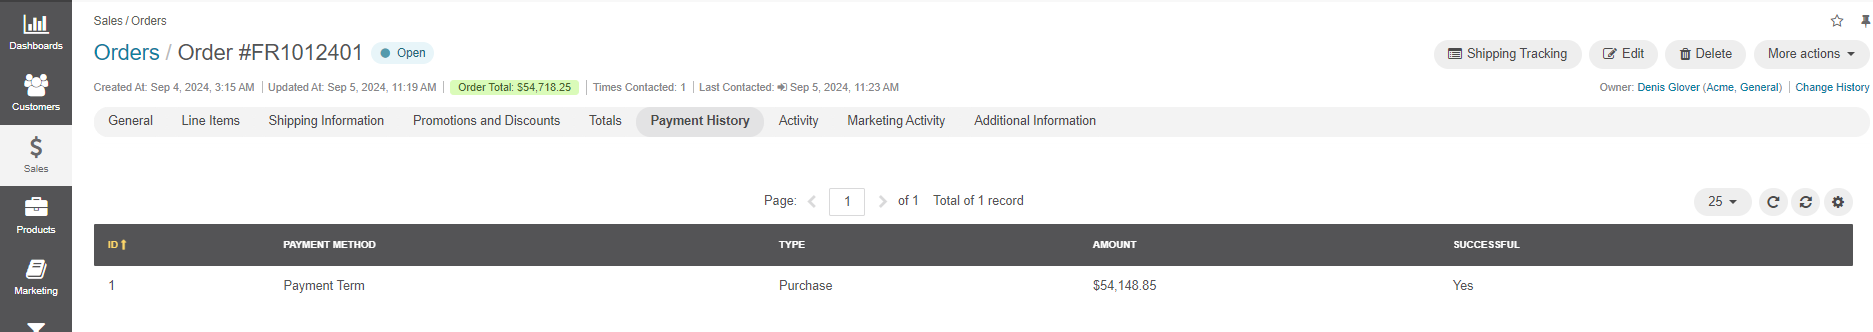 Dashboards
Customers
Sales
Products
Marketing
Sales / Orders
Orders / Order #FR1012401 Open
Shipping Tracking Edit Delete More actions
Created At: Sep 4, 2024, 3:15 AM Updated At: Sep 5, 2024, 11:19 AM Order Total: $54,718.25 Times Contacted: 1 Last Contacted: Sep 5, 2024, 11:23 AM
Owner: Denis Glover (Acme, General) Change History
General Line Items Shipping Information Promotions and Discounts Totals Payment History Activity Marketing Activity Additional Information
Page: 1 of 1 Total of 1 record 25
ID PAYMENT METHOD TYPE AMOUNT SUCCESSFUL
1 Payment Term Purchase $54,148.85 Yes